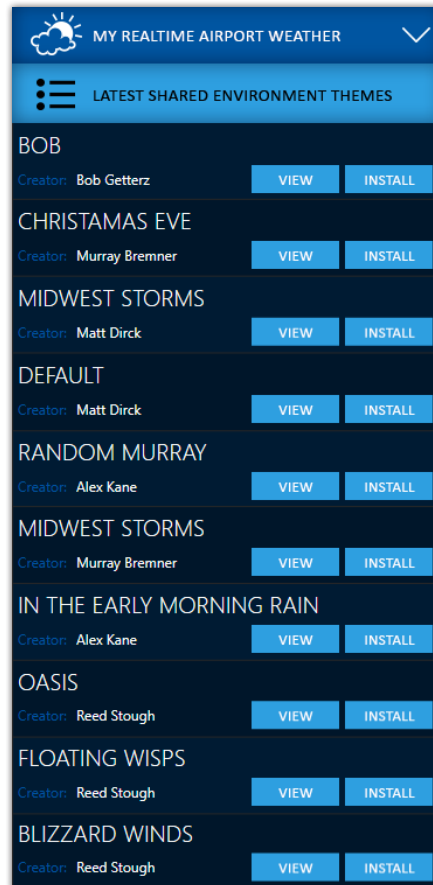 MY REALTIME AIRPORT WEATHER
LATEST SHARED ENVIRONMENT THEMES
BOB
Creator: Bob Getterz VIEW INSTALL
CHRISTAMAS EVE
Creator: Murray Bremner VIEW INSTALL
MIDWEST STORMS
Creator: Matt Dirck VIEW INSTALL
DEFAULT
Creator: Matt Dirck VIEW INSTALL
RANDOM MURRAY
Creator: Alex Kane VIEW INSTALL
MIDWEST STORMS
Creator: Murray Bremner VIEW INSTALL
IN THE EARLY MORNING RAIN
Creator: Alex Kane VIEW INSTALL
OASIS
Creator: Reed Stough VIEW INSTALL
FLOATING WISPS
Creator: Reed Stough VIEW INSTALL
BLIZZARD WINDS
Creator: Reed Stough VIEW INSTALL